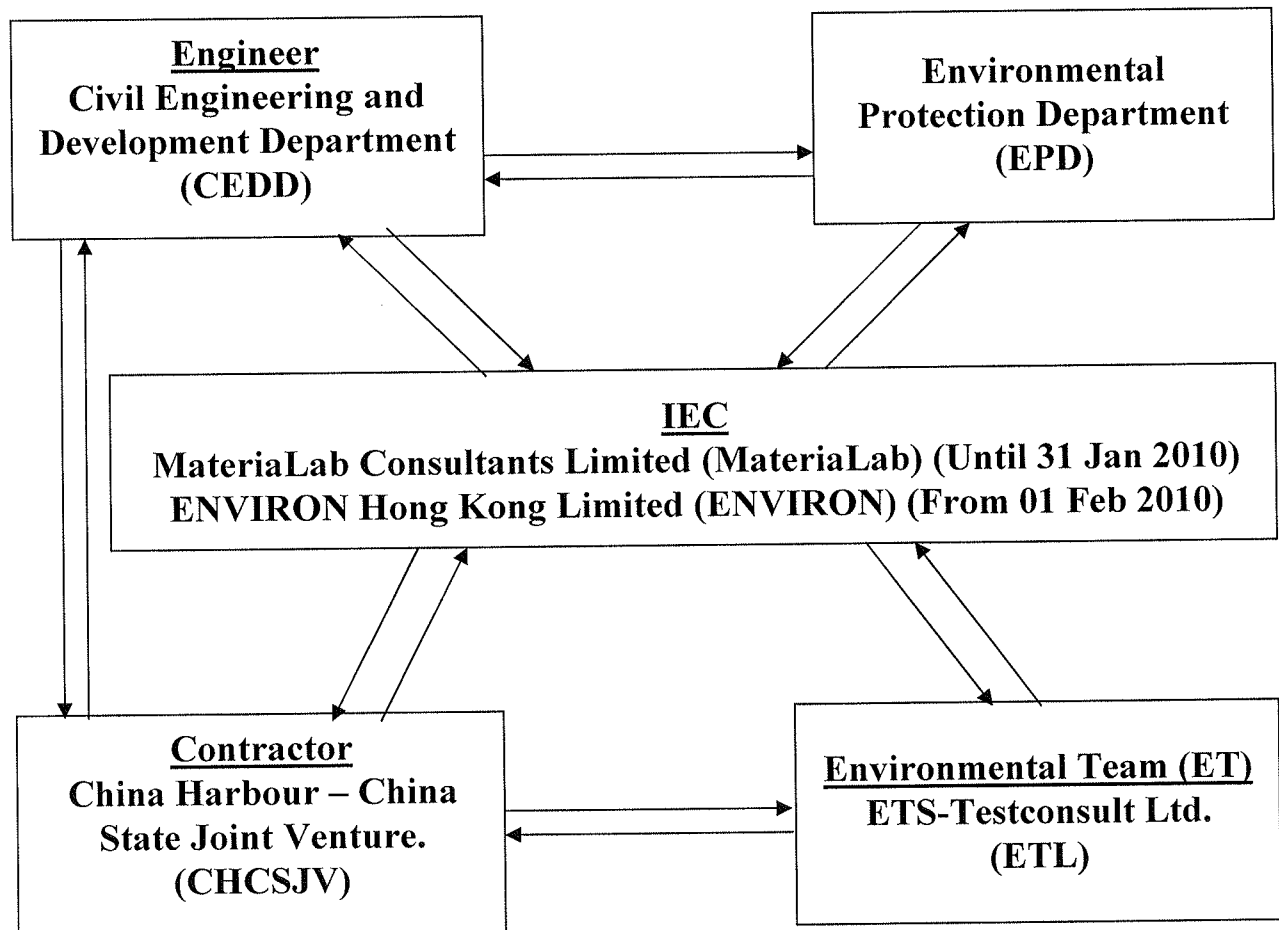 Engineer
Civil Engineering and
Development Department
(CEDD)
Environmental
Protection Department
(EPD)
IEC
MateriaLab Consultants Limited (MateriaLab) (Until 31 Jan 2010)
ENVIRON Hong Kong Limited (ENVIRON) (From 01 Feb 2010)
Contractor
China Harbour – China
State Joint Venture.
(CHCSJV)
Environmental Team (ET)
ETS-Testconsult Ltd.
(ETL)